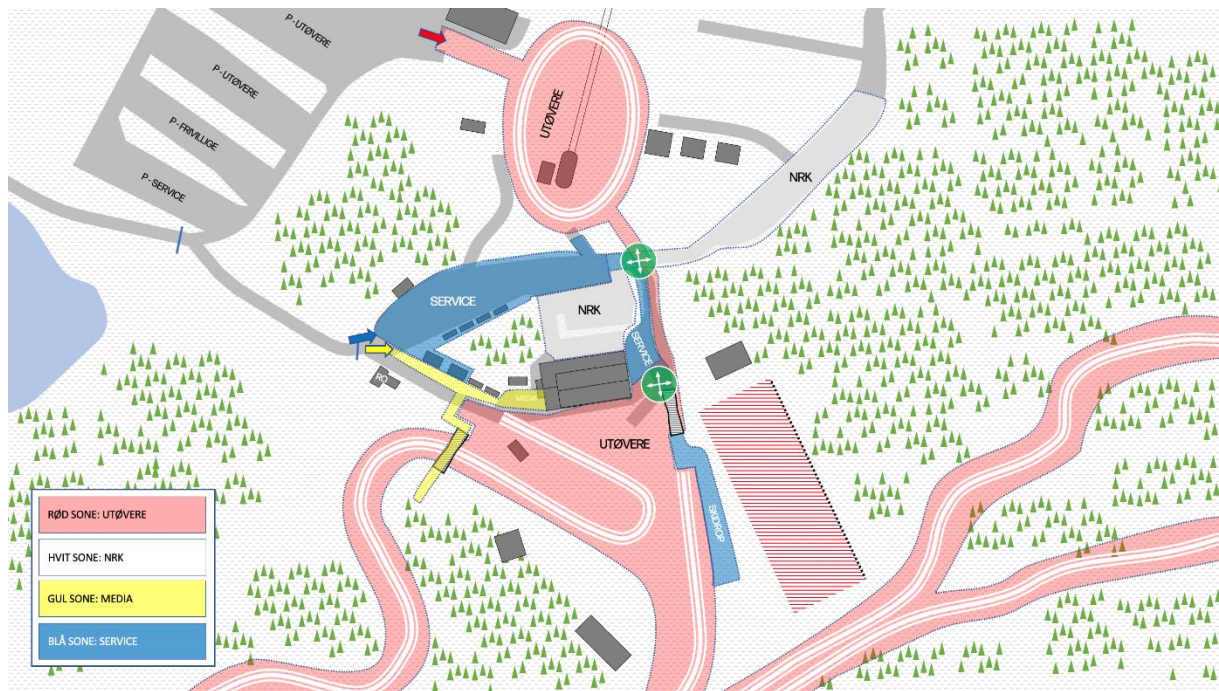 P - UTØVERE
P - UTØVERE
P - FRIVILLIGE
P - SERVICE
UTØVERE
NRK
SERVICE
NRK
SERVICE
RO
MEDIA
UTØVERE
SKIDROP
RØD SONE: UTØVERE
HVIT SONE: NRK
GUL SONE: MEDIA
BLÅ SONE: SERVICE